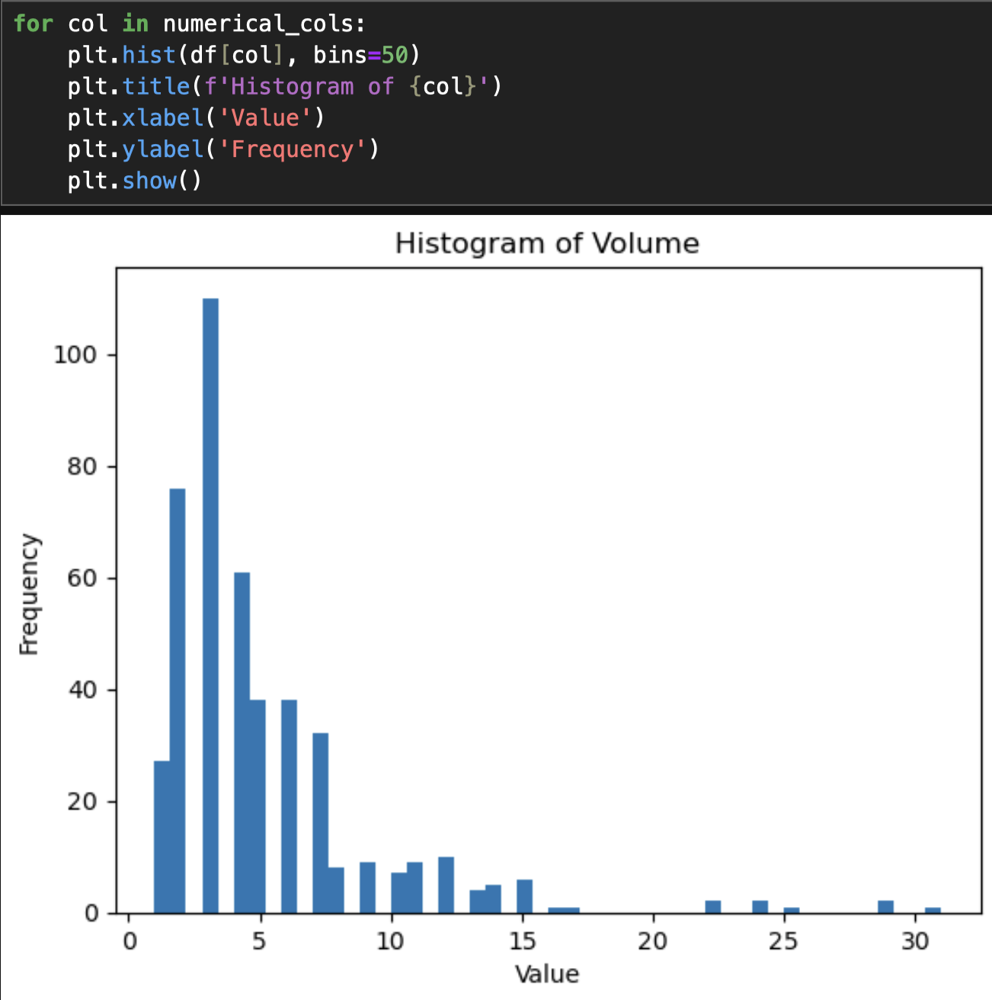 for col in numerical_cols:
    plt.hist(df[col], bins=50)
    plt.title(f'Histogram of {col}')
    plt.xlabel('Value')
    plt.ylabel('Frequency')
    plt.show()
Histogram of Volume
100
80
60
40
20
0
Frequency
0 5 10 15 20 25 30
Value